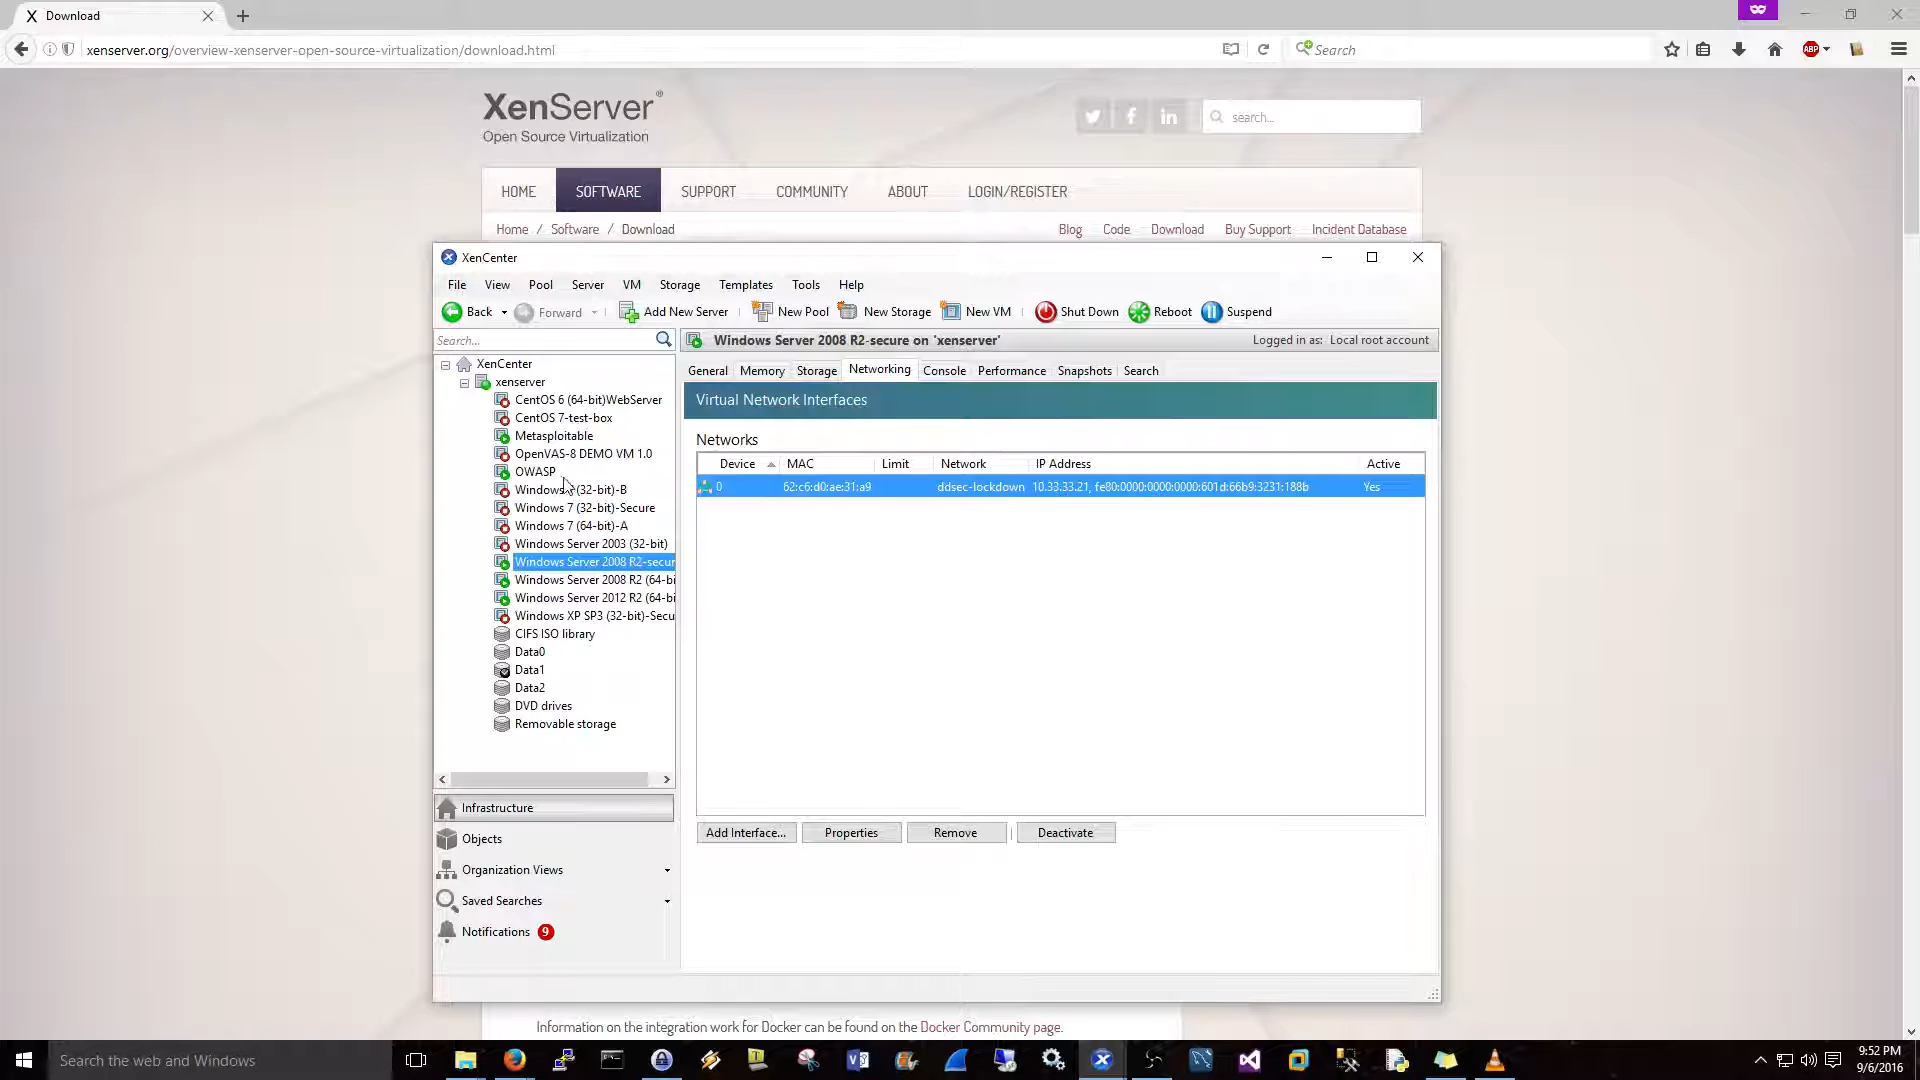 Download
xenserver.org/overview-xenserver-open-source-virtualization/download.html
Search
ABP
XenServer®
Open Source Virtualization
search...
HOME SOFTWARE SUPPORT COMMUNITY ABOUT LOGIN/REGISTER
Home / Software / Download
Blog Code Download Buy Support Incident Database
XenCenter
File View Pool Server VM Storage Templates Tools Help
Back Forward Add New Server New Pool New Storage New VM Shut Down Reboot Suspend
Search...
Windows Server 2008 R2-secure on 'xenserver'
Logged in as: Local root account
XenCenter
xenserver
CentOS 6 (64-bit)WebServer
CentOS 7-test-box
Metasploitable
OpenVAS-8 DEMO VM 1.0
OWASP
Windows (32-bit)-B
Windows 7 (32-bit)-Secure
Windows 7 (64-bit)-A
Windows Server 2003 (32-bit)
Windows Server 2008 R2-secur
Windows Server 2008 R2 (64-bi
Windows Server 2012 R2 (64-bi
Windows XP SP3 (32-bit)-Secu
CIFS ISO library
Data0
Data1
Data2
DVD drives
Removable storage
Infrastructure
Objects
Organization Views
Saved Searches
Notifications 9
General Memory Storage Networking Console Performance Snapshots Search
Virtual Network Interfaces
Networks
Device MAC Limit Network IP Address Active
0 62:c6:d0:ae:31:a9 ddsec-lockdown 10.33.33.21, fe80:0000:0000:0000:601d:66b9:3231:188b Yes
Add Interface... Properties Remove Deactivate
Information on the integration work for Docker can be found on the Docker Community page.
Search the web and Windows
9:52 PM
9/6/2016